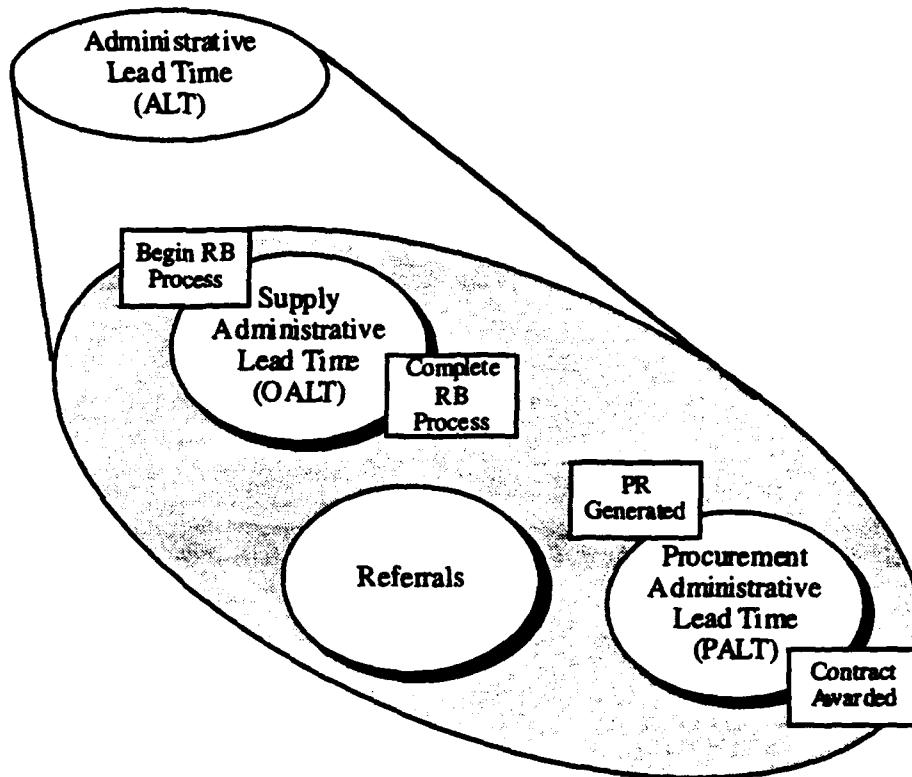 Administrative
Lead Time
(ALT)
Begin RB
Process
Supply
Administrative
Lead Time
(OALT)
Complete
RB
Process
Referrals
PR
Generated
Procurement
Administrative
Lead Time
(PALT)
Contract
Awarded